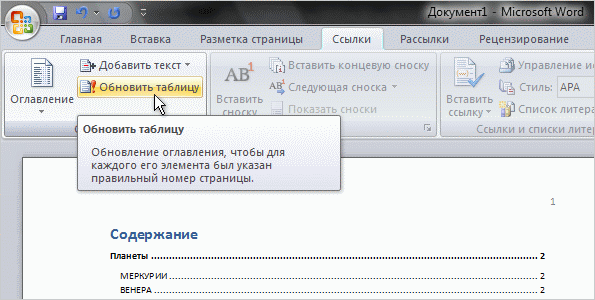 Документ1 - Microsoft Word
Главная Вставка Разметка страницы Ссылки Рассылки Рецензирование
Оглавление
Добавить текст
Обновить таблицу
AB¹
Вставить сноску
Вставить концевую сноску
Следующая сноска
Показать сноски
Вставить ссылку
Управление ис
Стиль: APA
Список литера
Ссылки и списки литерат
Обновить таблицу
Обновление оглавления, чтобы для
каждого его элемента был указан
правильный номер страницы.
1
Содержание
Планеты 2
МЕРКУРИИ 2
ВЕНЕРА 2